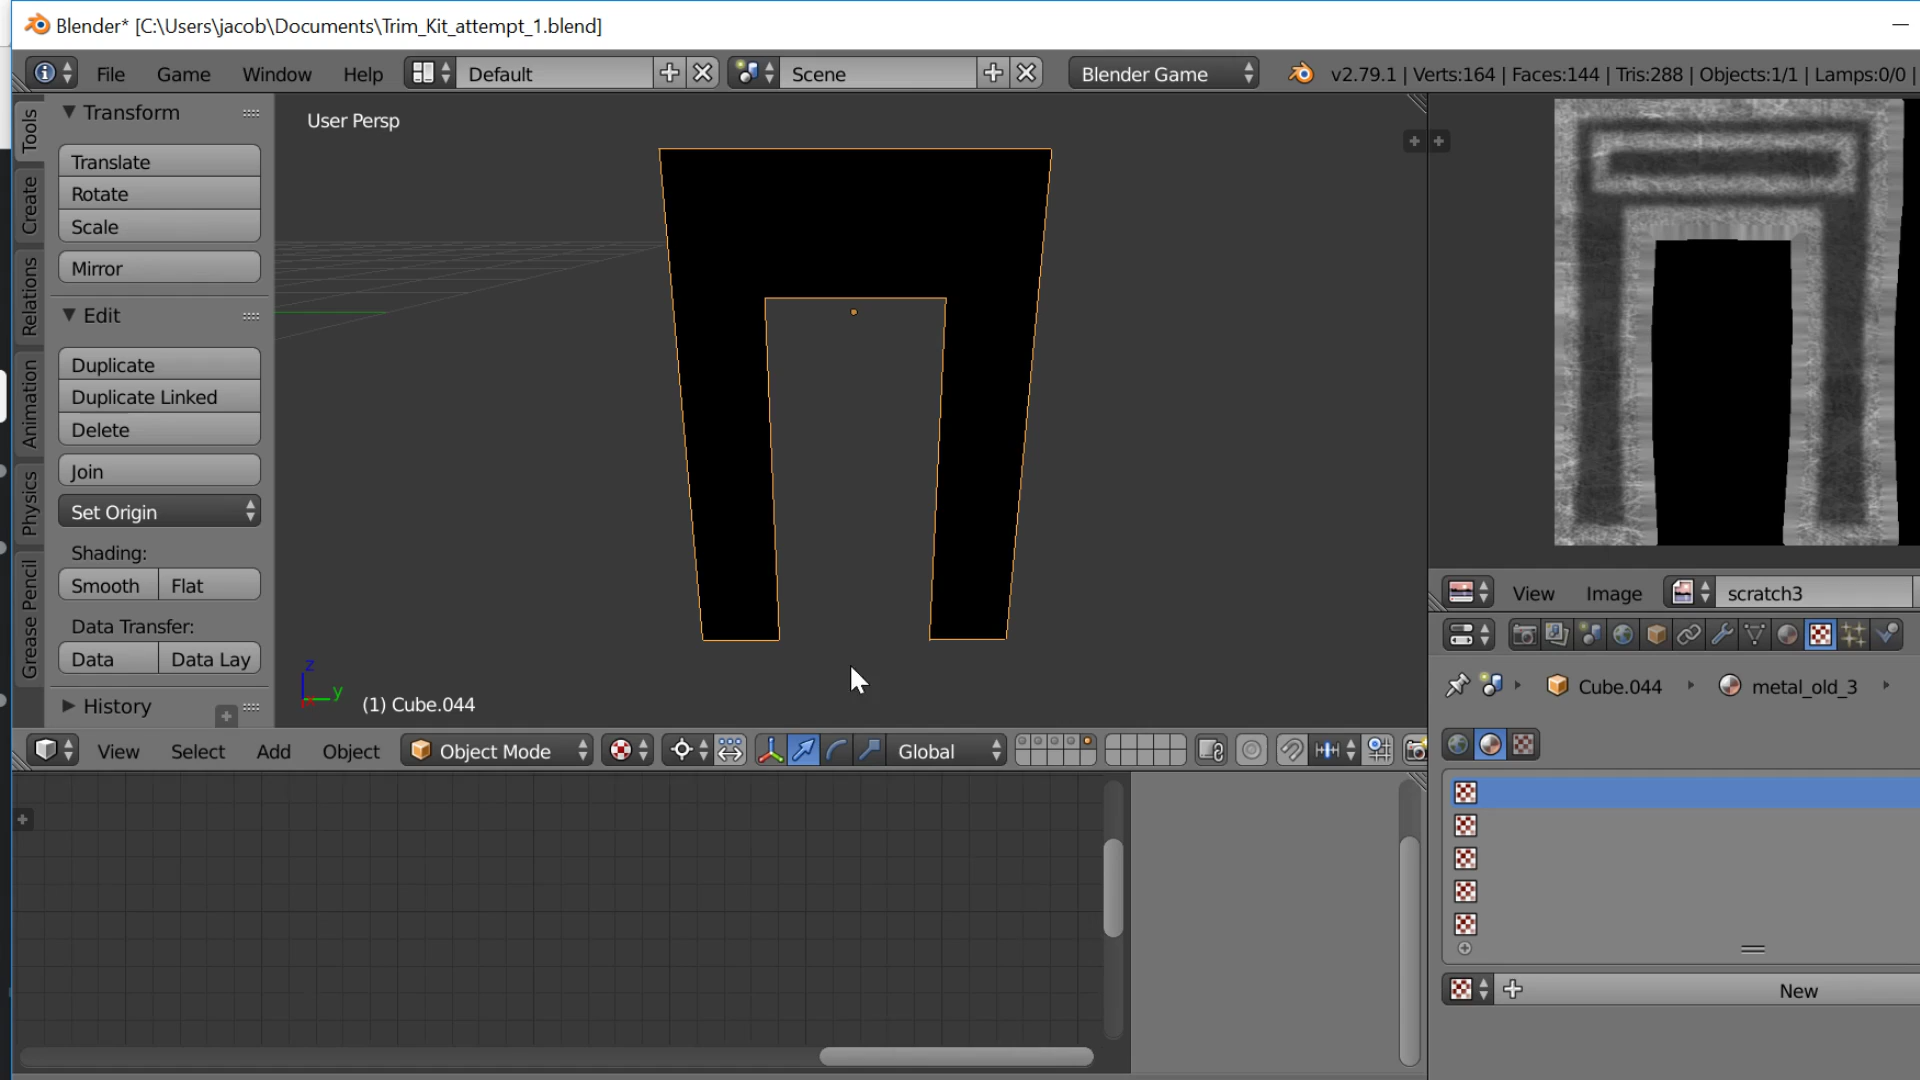 Blender* [C:\Users\jacob\Documents\Trim_Kit_attempt_1.blend]
File Game Window Help Default Scene Blender Game v2.79.1 | Verts:164 | Faces:144 | Tris:288 | Objects:1/1 | Lamps:0/0 |
Tools
Create
Relations
Animation
Physics
Grease Pencil
Transform
Translate
Rotate
Scale
Mirror
Edit
Duplicate
Duplicate Linked
Delete
Join
Set Origin
Shading:
Smooth Flat
Data Transfer:
Data Data Lay
History
User Persp
z
y
(1) Cube.044
View Select Add Object Object Mode Global
View Image scratch3
Cube.044 metal_old_3
New